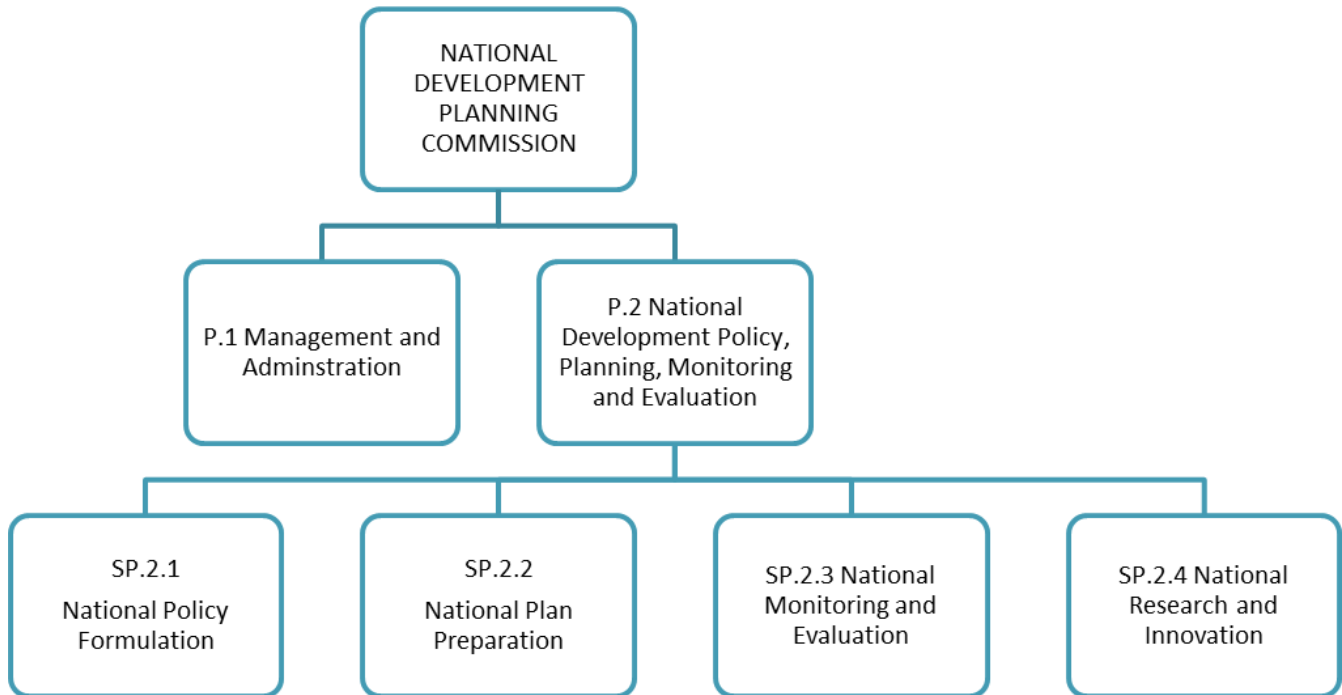 NATIONAL
DEVELOPMENT
PLANNING
COMMISSION
P.1 Management and
Adminstration
P.2 National
Development Policy,
Planning, Monitoring
and Evaluation
SP.2.1
National Policy
Formulation
SP.2.2
National Plan
Preparation
SP.2.3 National
Monitoring and
Evaluation
SP.2.4 National
Research and
Innovation